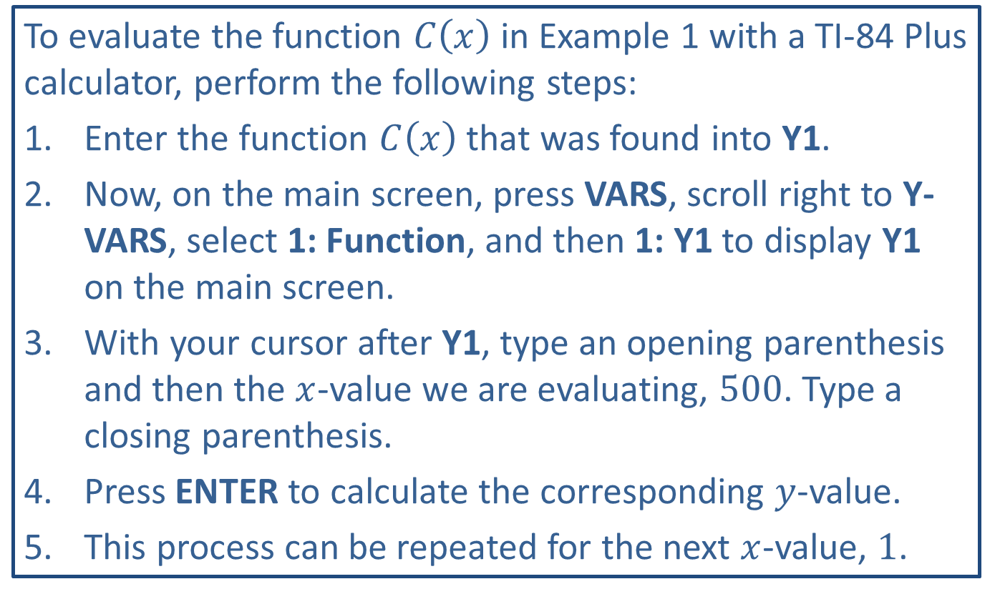 To evaluate the function C(x) in Example 1 with a TI-84 Plus
calculator, perform the following steps:
1. Enter the function C(x) that was found into Y1.
2. Now, on the main screen, press VARS, scroll right to Y-
VARS, select 1: Function, and then 1: Y1 to display Y1
on the main screen.
3. With your cursor after Y1, type an opening parenthesis
and then the x-value we are evaluating, 500. Type a
closing parenthesis.
4. Press ENTER to calculate the corresponding y-value.
5. This process can be repeated for the next x-value, 1.